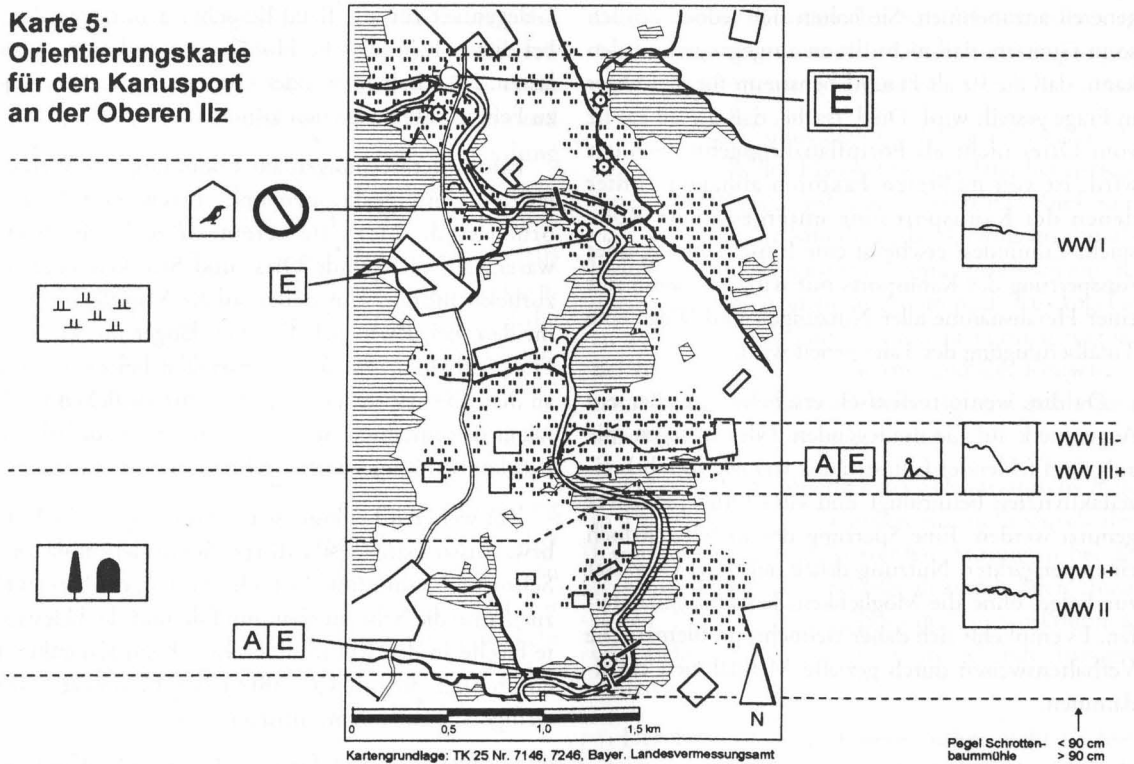 Karte 5:
Orientierungskarte
für den Kanusport
an der Oberen Ilz
E
WW I
E
WW III-
A E
WW III+
WW I+
WW II
A E
N
0 0,5 1,0 1,5 km
Kartengrundlage: TK 25 Nr. 7146, 7246, Bayer. Landesvermessungsamt
Pegel Schrotten- < 90 cm
baummühle > 90 cm